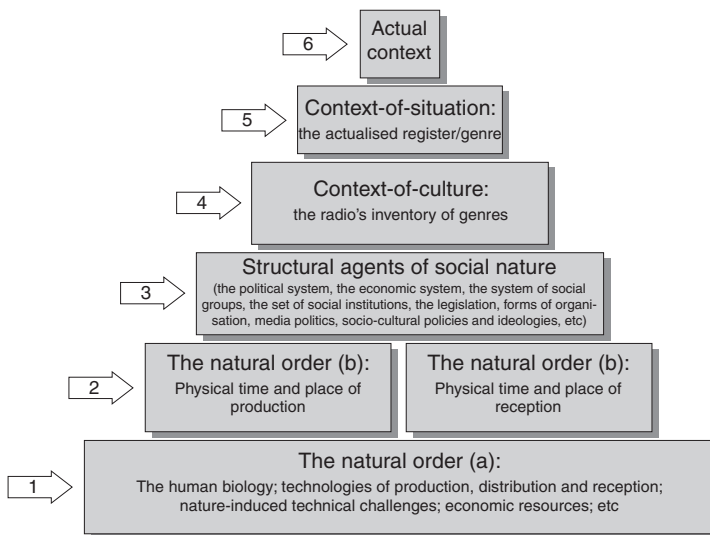 6
Actual
context
5
Context-of-situation:
the actualised register/genre
4
Context-of-culture:
the radio's inventory of genres
3
Structural agents of social nature
(the political system, the economic system, the system of social
groups, the set of social institutions, the legislation, forms of organi-
sation, media politics, socio-cultural policies and ideologies, etc)
2
The natural order (b):
Physical time and place of
production
The natural order (b):
Physical time and place of
reception
1
The natural order (a):
The human biology; technologies of production, distribution and reception;
nature-induced technical challenges; economic resources; etc